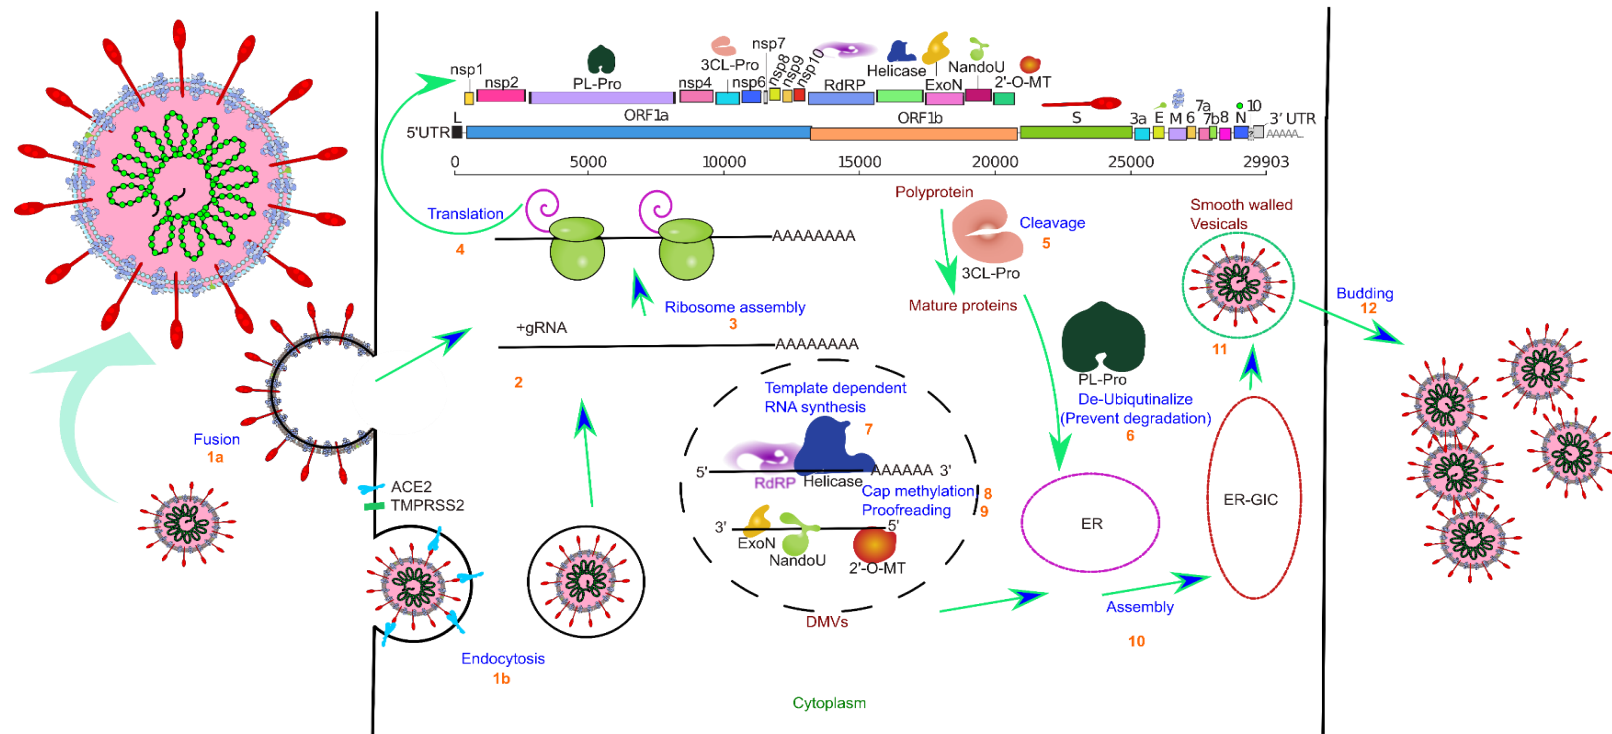 nsp1
nsp2
PL-Pro
nsp4
3CL-Pro
nsp6
nsp7
nsp8
nsp9
nsp10
RdRP
Helicase
ExoN
NandoU
2'-O-MT
5'UTR
L
ORF1a
ORF1b
S
3a
E
M
6
7a
7b
8
N
10
3' UTR
AAAAA
0
5000
10000
15000
20000
25000
29903
Translation
4
AAAAAAAA
Ribosome assembly
3
+gRNA
AAAAAAAA
2
Polyprotein
Cleavage
5
3CL-Pro
Mature proteins
PL-Pro
De-Ubiqutinalize
(Prevent degradation)
6
Smooth walled
Vesicals
11
Budding
12
Fusion
1a
ACE2
TMPRSS2
Endocytosis
1b
Template dependent
RNA synthesis
7
5'
AAAAAA 3'
RdRP
Helicase
Cap methylation 8
Proofreading 9
3'
5'
ExoN
NandoU
2'-O-MT
DMVs
ER
ER-GIC
Assembly
10
Cytoplasm